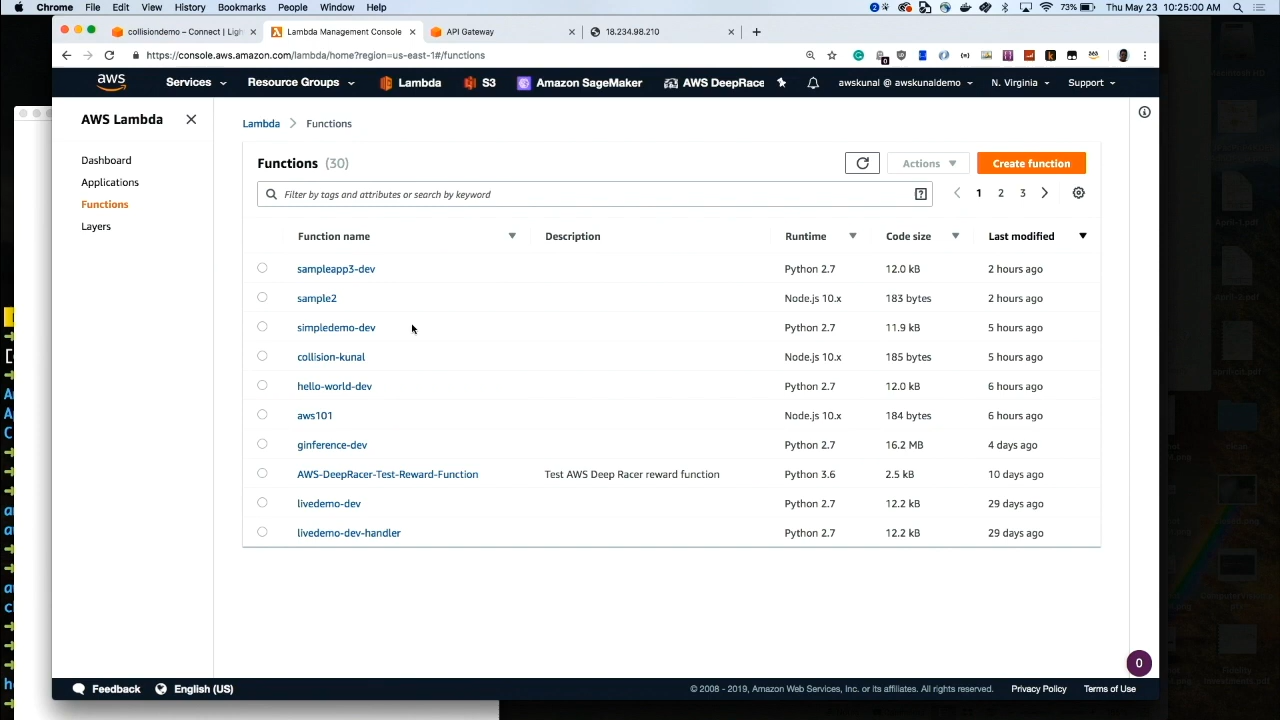 Chrome File Edit View History Bookmarks People Window Help 2 73% Thu May 23 10:25:00
collisiondemo – Connect | Ligh Lambda Management Console API Gateway 18.234.98.210
https://console.aws.amazon.com/lambda/home?region=us-east-1#/functions
aws Services Resource Groups Lambda S3 Amazon SageMaker AWS DeepRace awskunal @ awskunaldemo N. Virginia Support
AWS Lambda
Dashboard
Applications
Functions
Layers
Lambda Functions
Functions (30) Actions Create function
Filter by tags and attributes or search by keyword 1 2 3
Function name Description Runtime Code size Last modified
sampleapp3-dev Python 2.7 12.0 kB 2 hours ago
sample2 Node.js 10.x 183 bytes 2 hours ago
simpledemo-dev Python 2.7 11.9 kB 5 hours ago
collision-kunal Node.js 10.x 185 bytes 5 hours ago
hello-world-dev Python 2.7 12.0 kB 6 hours ago
aws101 Node.js 10.x 184 bytes 6 hours ago
ginference-dev Python 2.7 16.2 MB 4 days ago
AWS-DeepRacer-Test-Reward-Function Test AWS Deep Racer reward function Python 3.6 2.5 kB 10 days ago
livedemo-dev Python 2.7 12.2 kB 29 days ago
livedemo-dev-handler Python 2.7 12.2 kB 29 days ago
0
Feedback English (US) © 2008 - 2019, Amazon Web Services, Inc. or its affiliates. All rights reserved. Privacy Policy Terms of Use